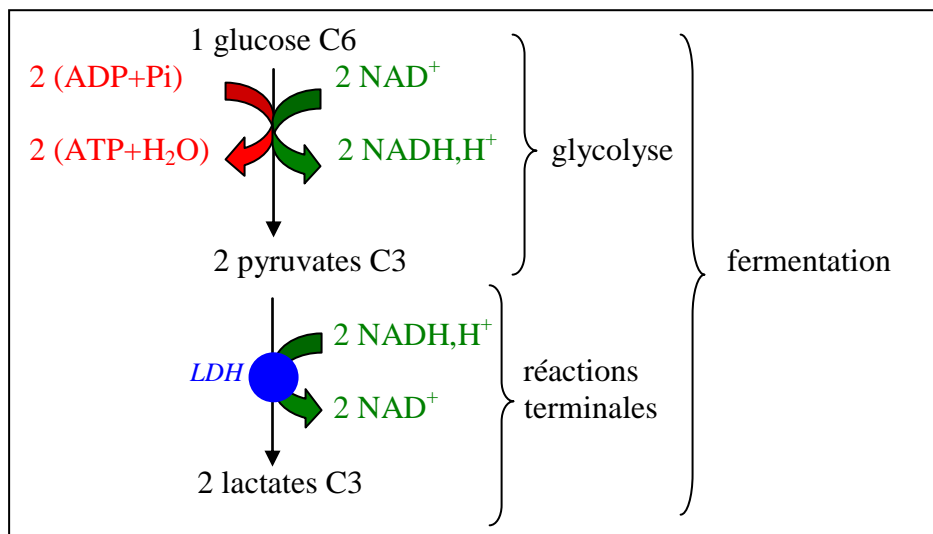 1 glucose C6
2 (ADP+Pi) 2 NAD⁺
2 (ATP+H₂O) 2 NADH,H⁺ glycolyse
2 pyruvates C3 fermentation
2 NADH,H⁺
LDH réactions
2 NAD⁺ terminales
2 lactates C3